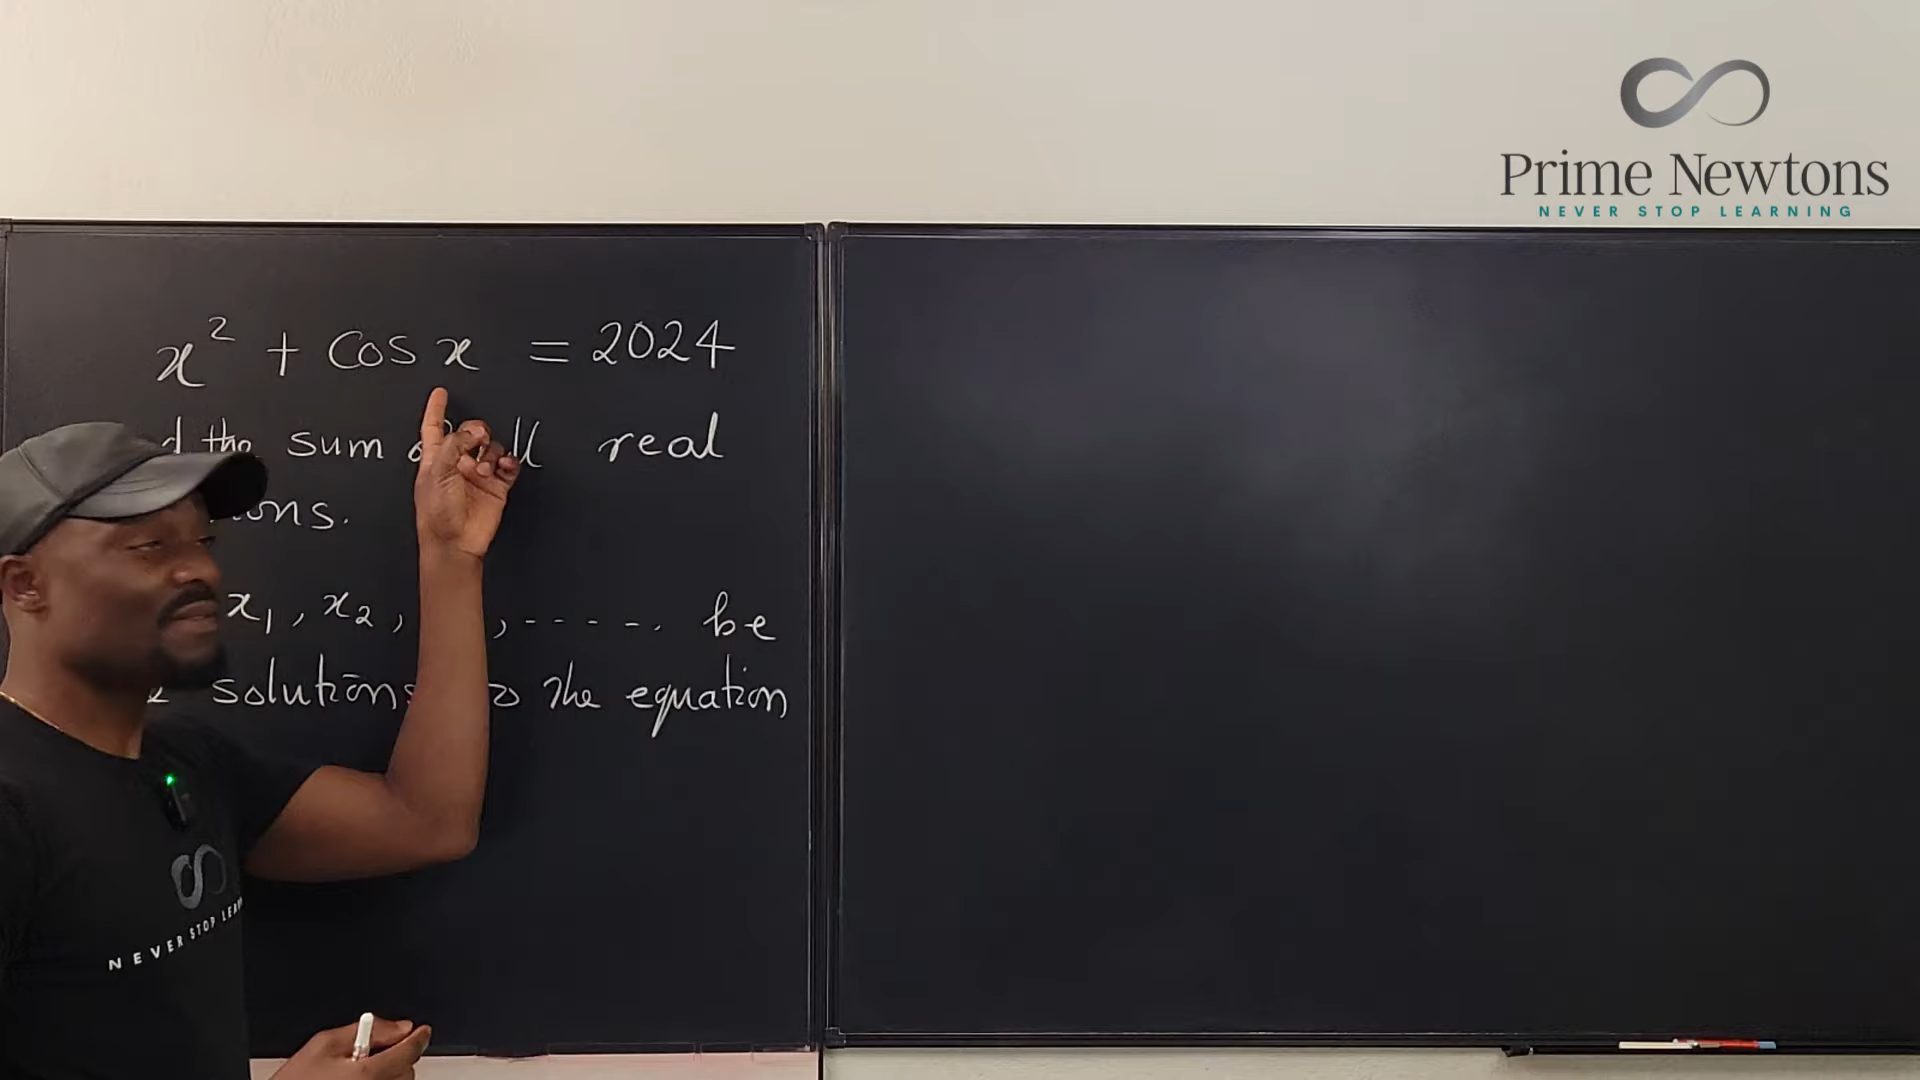 Prime Newtons
NEVER STOP LEARNING
x² + cos x = 2024
the sum real
x₁, x₂, , ----. be
solutions the equation
NEVER STOP